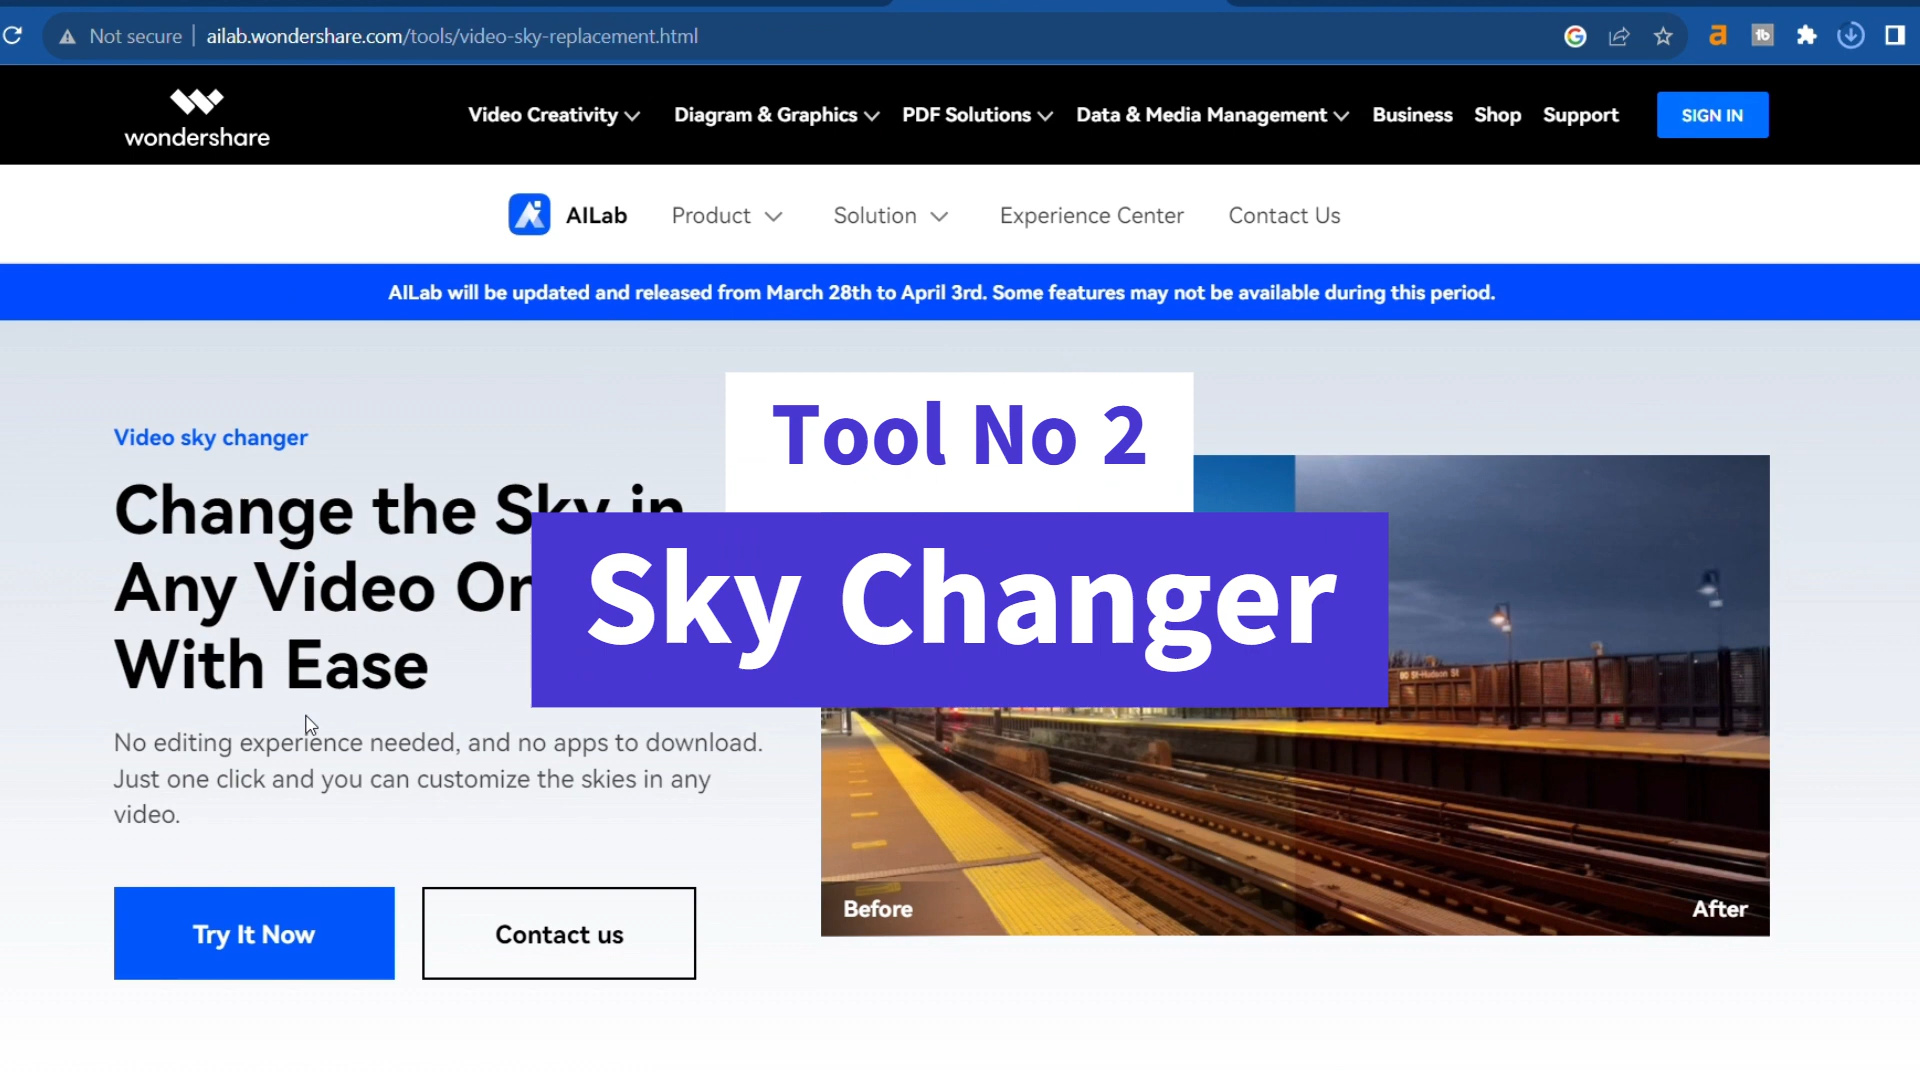 Not secure | ailab.wondershare.com/tools/video-sky-replacement.html
wondershare
Video Creativity
Diagram & Graphics
PDF Solutions
Data & Media Management
Business
Shop
Support
SIGN IN
AILab
Product
Solution
Experience Center
Contact Us
AILab will be updated and released from March 28th to April 3rd. Some features may not be available during this period.
Tool No 2
Sky Changer
Video sky changer
Change the Sky in
Any Video On
With Ease
No editing experience needed, and no apps to download.
Just one click and you can customize the skies in any
video.
Try It Now
Contact us
Before
After